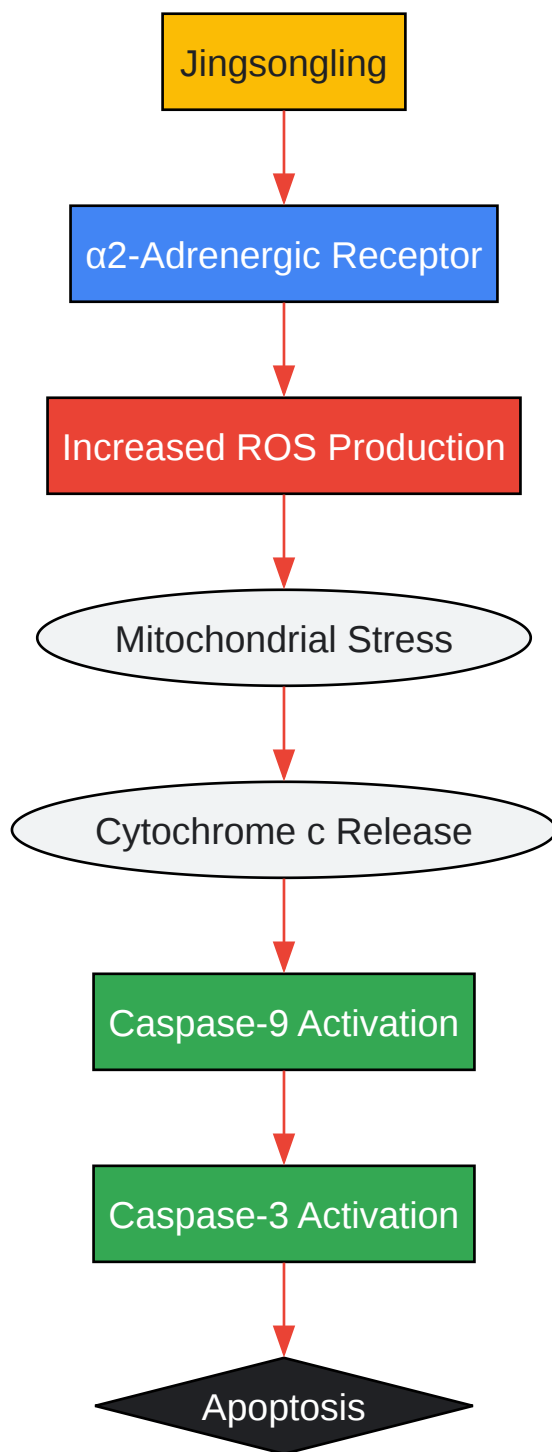 Jingsongling
α2-Adrenergic Receptor
Increased ROS Production
Mitochondrial Stress
Cytochrome c Release
Caspase-9 Activation
Caspase-3 Activation
Apoptosis